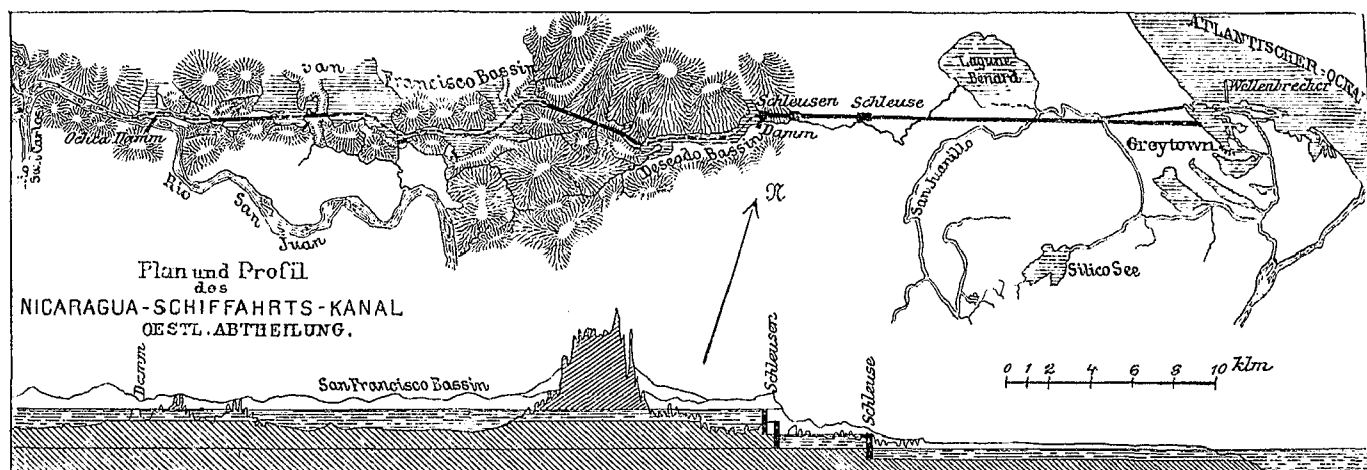 ATLANTISCHER-OCEAN
Wellenbrecher
Lagune
Benard
Francisco Bassin
Schleusen
Schleuse
Damm
Ochta Damm
San Carlos
Greytown
Deseado Bassin
San Juanillo
Rio
San
Juan
N
Silico See
Plan und Profil
des
NICARAGUA-SCHIFFAHRTS-KANAL
OESTL. ABTHEILUNG.
Damm
San Francisco Bassin
Schleusen
Schleuse
0 1 2 4 6 8 10 klm